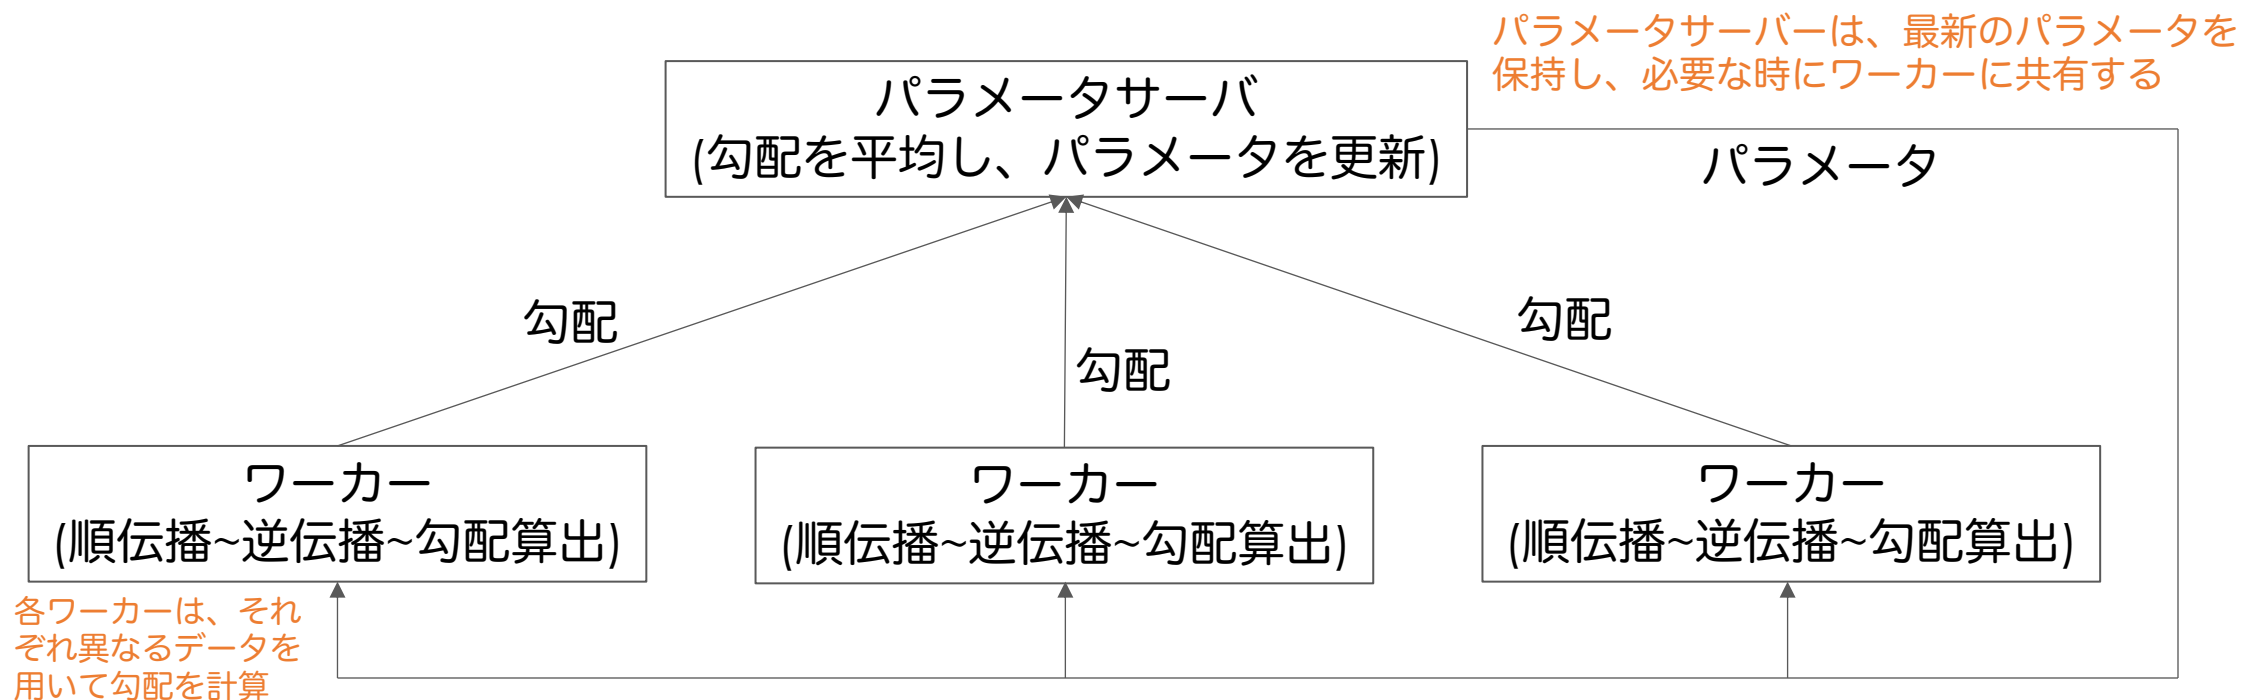 パラメータサーバーは、最新のパラメータを
保持し、必要な時にワーカーに共有する
パラメータサーバ
(勾配を平均し、パラメータを更新)
パラメータ
勾配
勾配
勾配
ワーカー
(順伝播~逆伝播~勾配算出)
ワーカー
(順伝播~逆伝播~勾配算出)
ワーカー
(順伝播~逆伝播~勾配算出)
各ワーカーは、それ
ぞれ異なるデータを
用いて勾配を計算